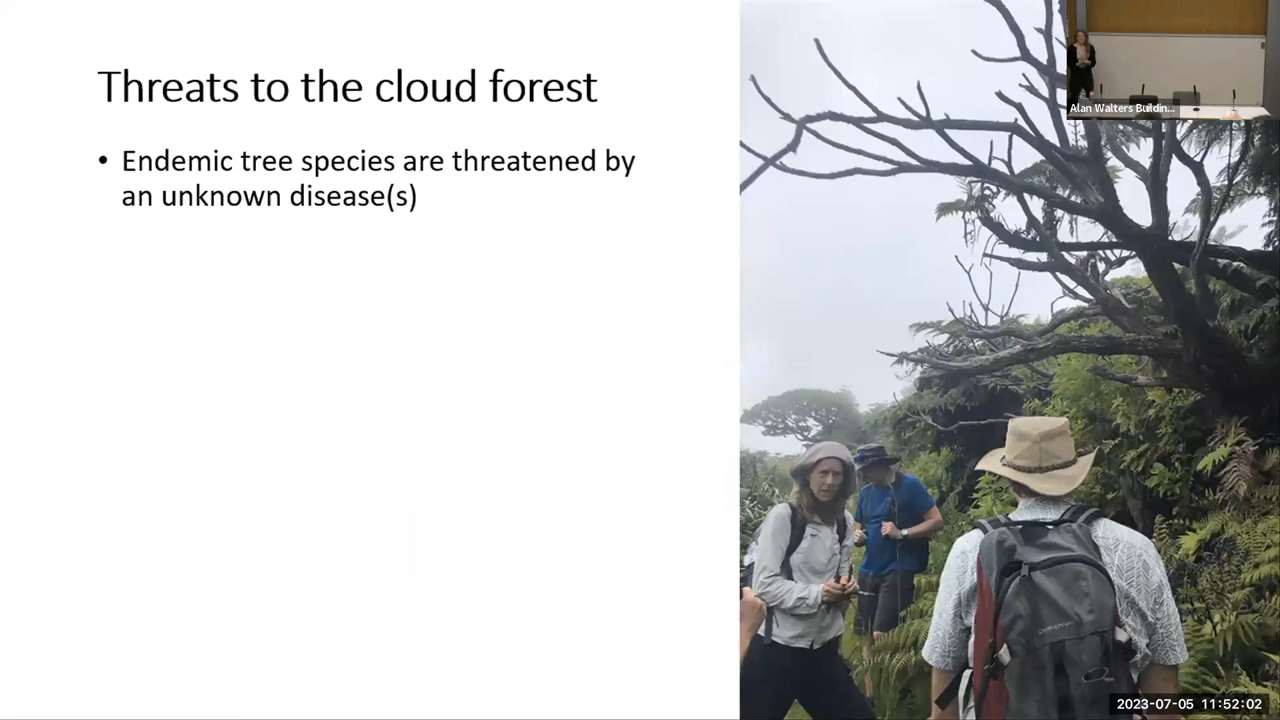 Threats to the cloud forest
• Endemic tree species are threatened by
an unknown disease(s)
Alan Walters Buildin...
2023-07-05 11:52:02